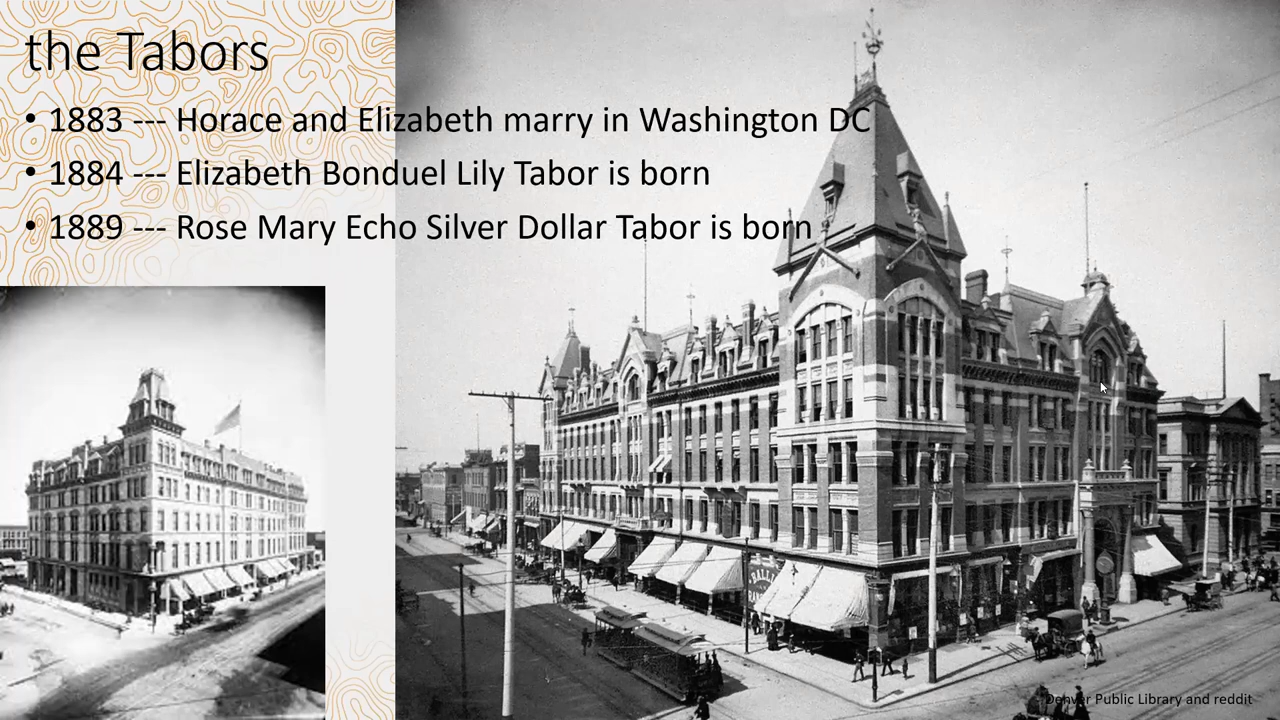 the Tabors
• 1883 --- Horace and Elizabeth marry in Washington DC
• 1884 --- Elizabeth Bonduel Lily Tabor is born
• 1889 --- Rose Mary Echo Silver Dollar Tabor is born
Denver Public Library and reddit